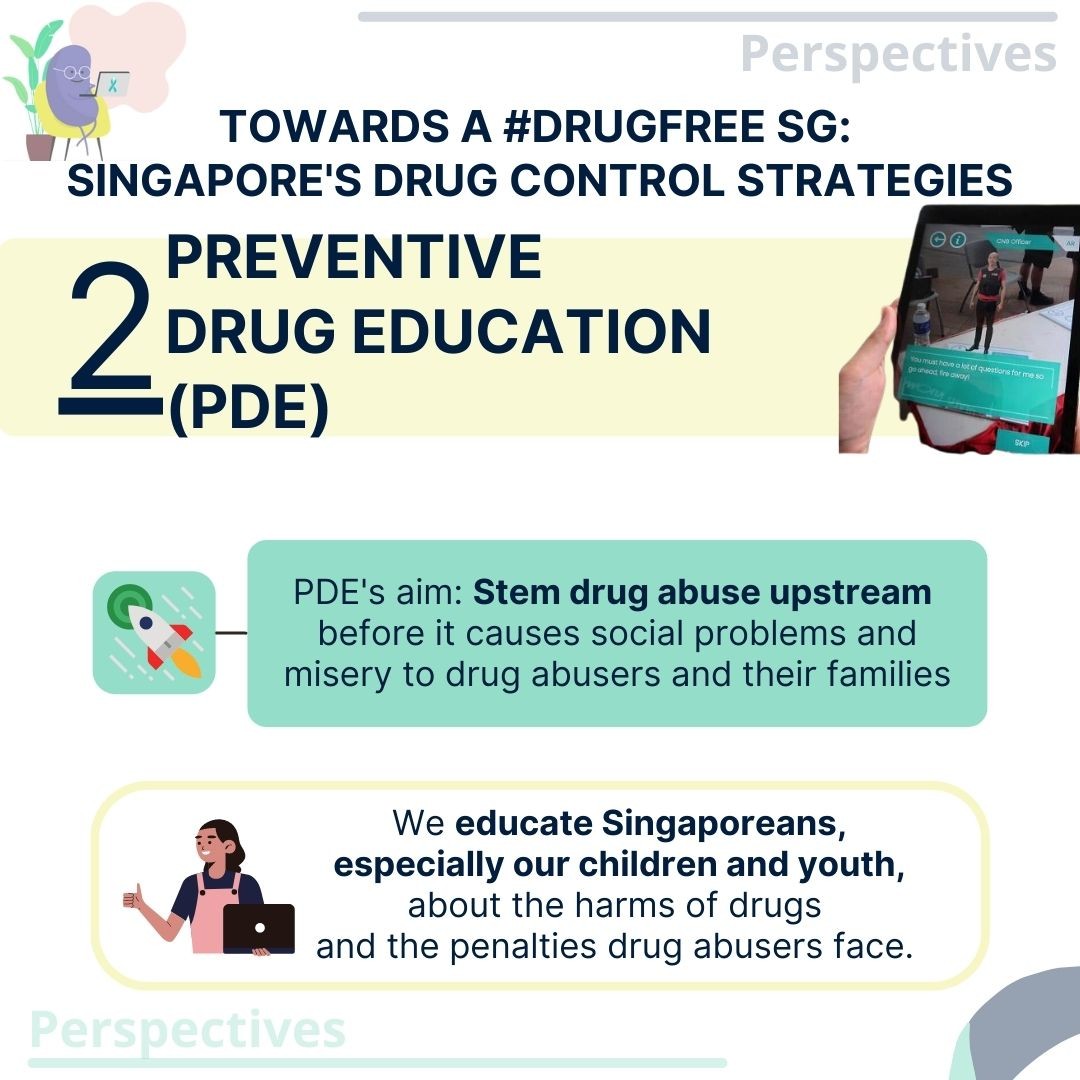 Perspectives
TOWARDS A #DRUGFREE SG:
SINGAPORE'S DRUG CONTROL STRATEGIES
2
PREVENTIVE
DRUG EDUCATION
(PDE)
CNB Officer
AR
You must have a lot of questions for me so
go ahead, fire away!
SKIP
PDE's aim: Stem drug abuse upstream
before it causes social problems and
misery to drug abusers and their families
We educate Singaporeans,
especially our children and youth,
about the harms of drugs
and the penalties drug abusers face.
Perspectives